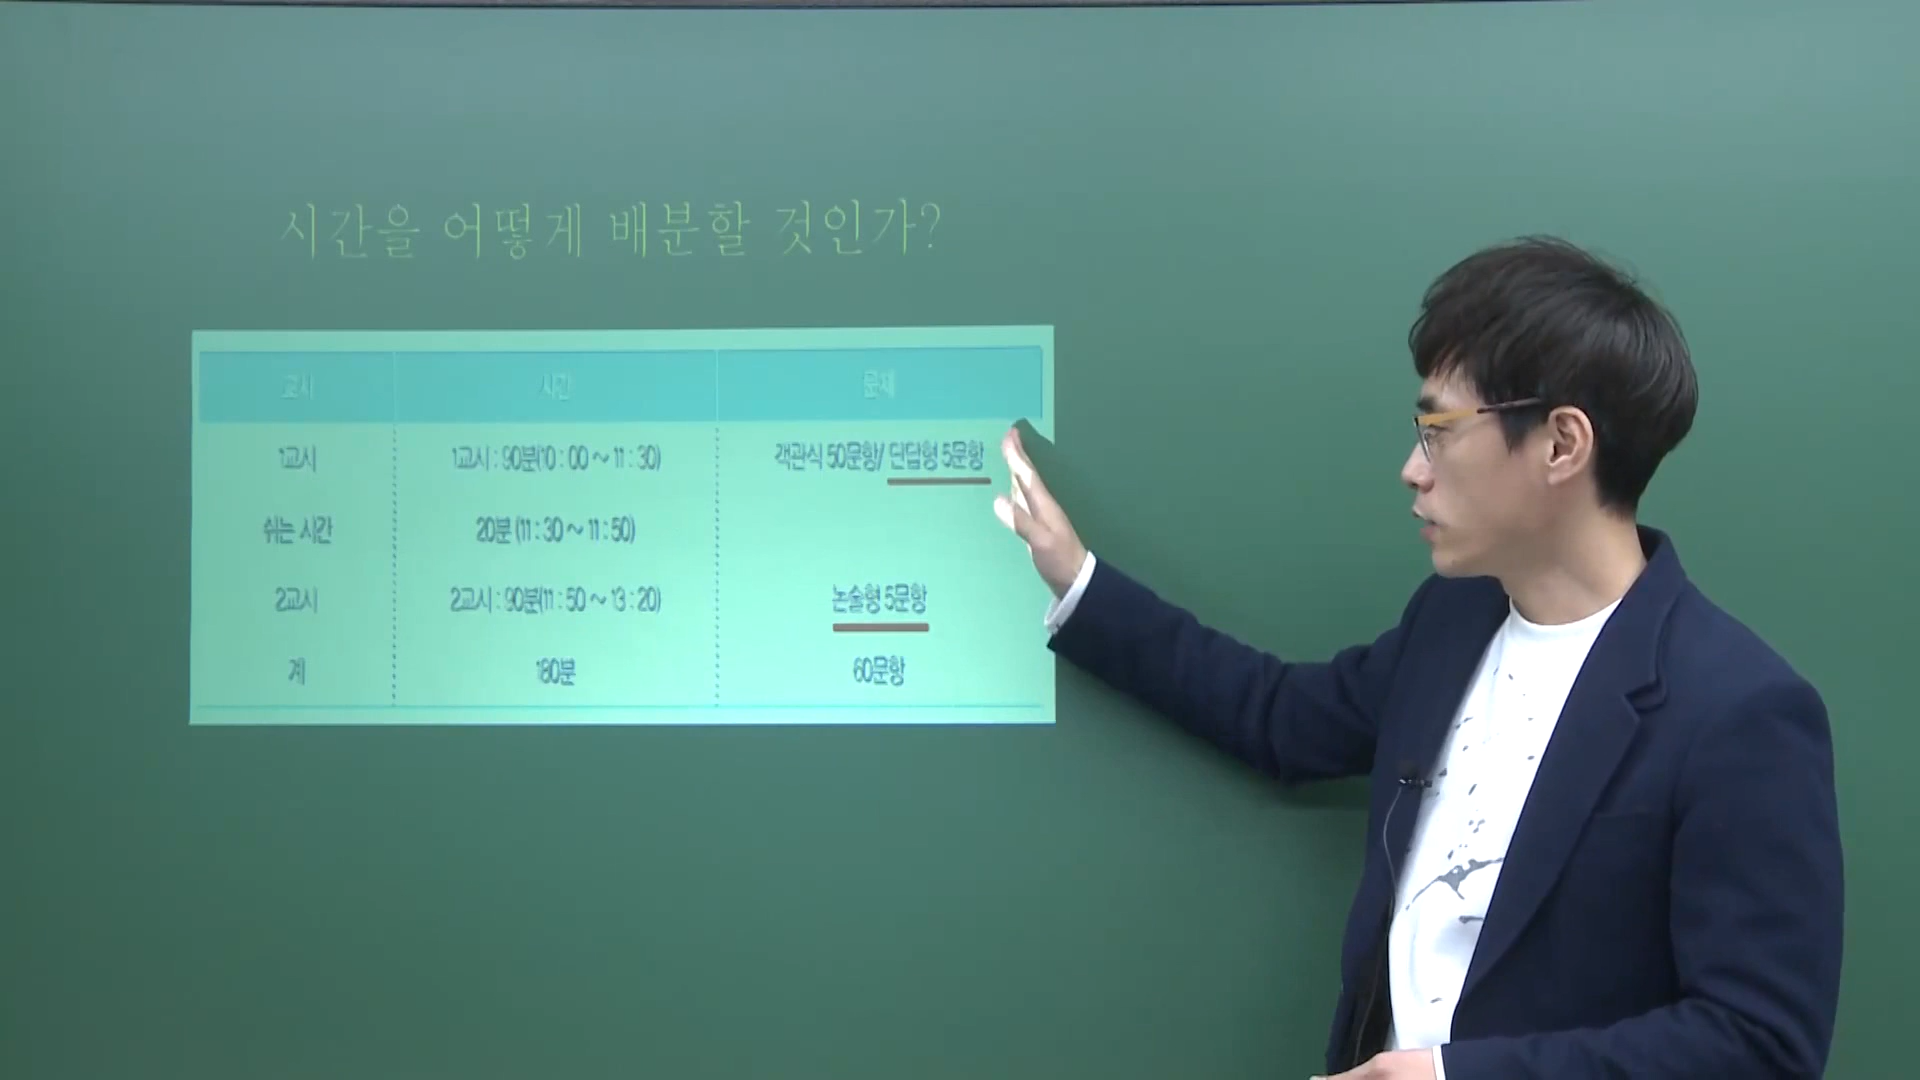 시간을 어떻게 배분할 것인가?
교시 시간 문제
1교시 1교시 : 90분(10 : 00 ~ 11 : 30) 객관식 50문항/ 단답형 5문항
쉬는 시간 20분 (11 : 30 ~ 11 : 50)
2교시 2교시 : 90분(11 : 50 ~ 13 : 20) 논술형 5문항
계 180분 60문항